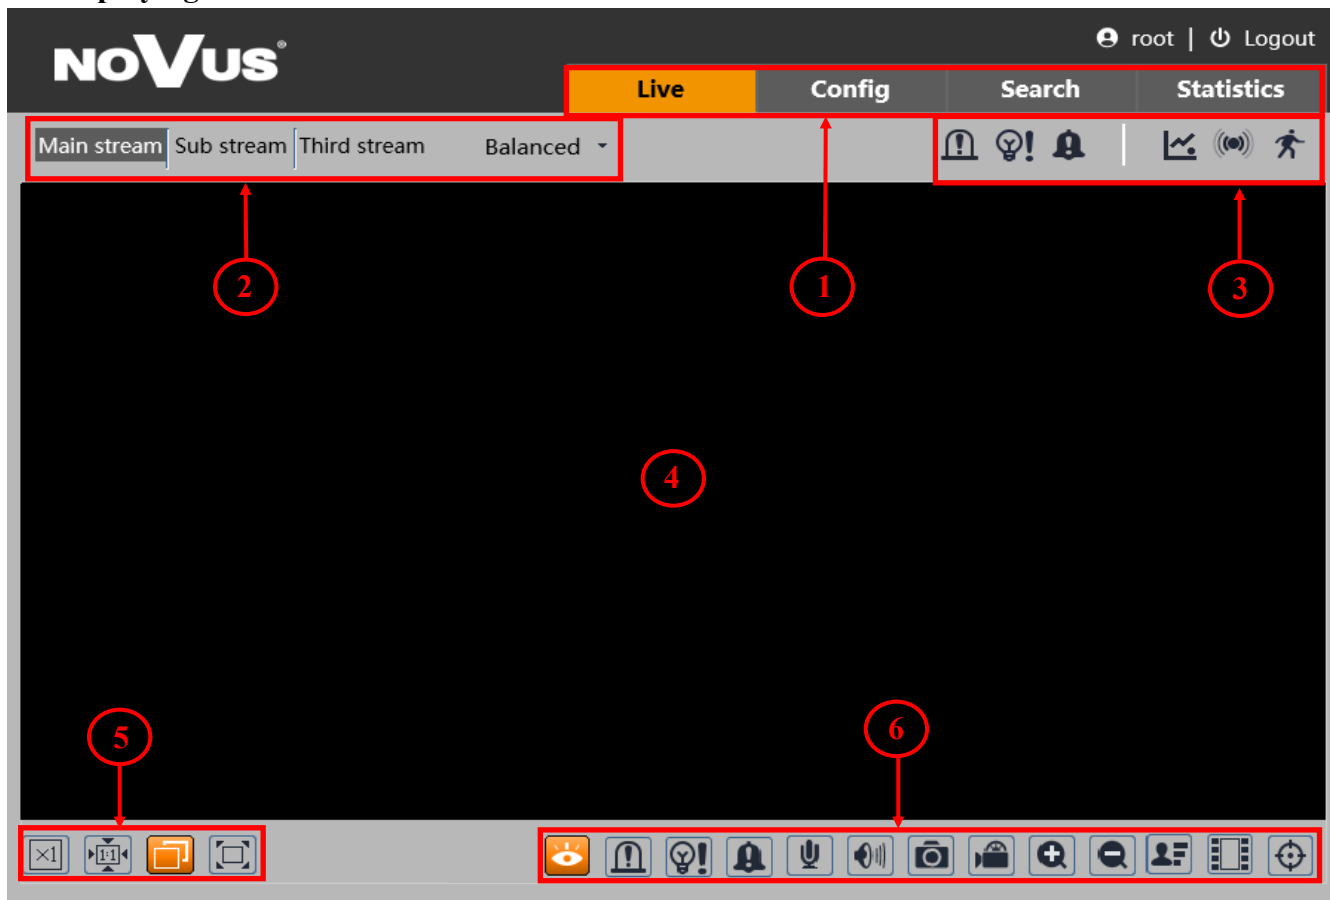 NOVUS®
root | Logout
Live Config Search Statistics
Main stream Sub stream Third stream Balanced
2 1 3
4
5 6
×1 1:1